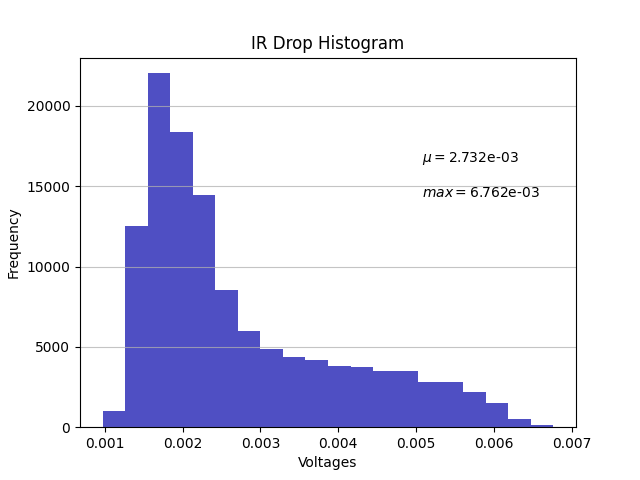 IR Drop Histogram
20000
15000
10000
5000
0
Frequency
μ = 2.732e-03
max = 6.762e-03
0.001 0.002 0.003 0.004 0.005 0.006 0.007
Voltages